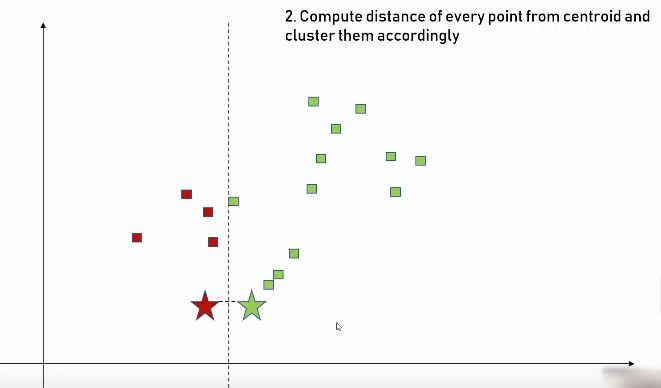 2. Compute distance of every point from centroid and
cluster them accordingly